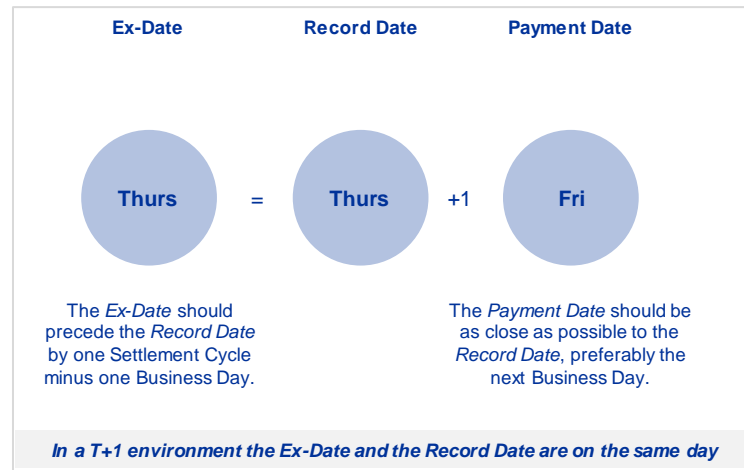 Ex-Date
Record Date
Payment Date
Thurs
=
Thurs
+1
Fri
The Ex-Date should
precede the Record Date
by one Settlement Cycle
minus one Business Day.
The Payment Date should be
as close as possible to the
Record Date, preferably the
next Business Day.
In a T+1 environment the Ex-Date and the Record Date are on the same day